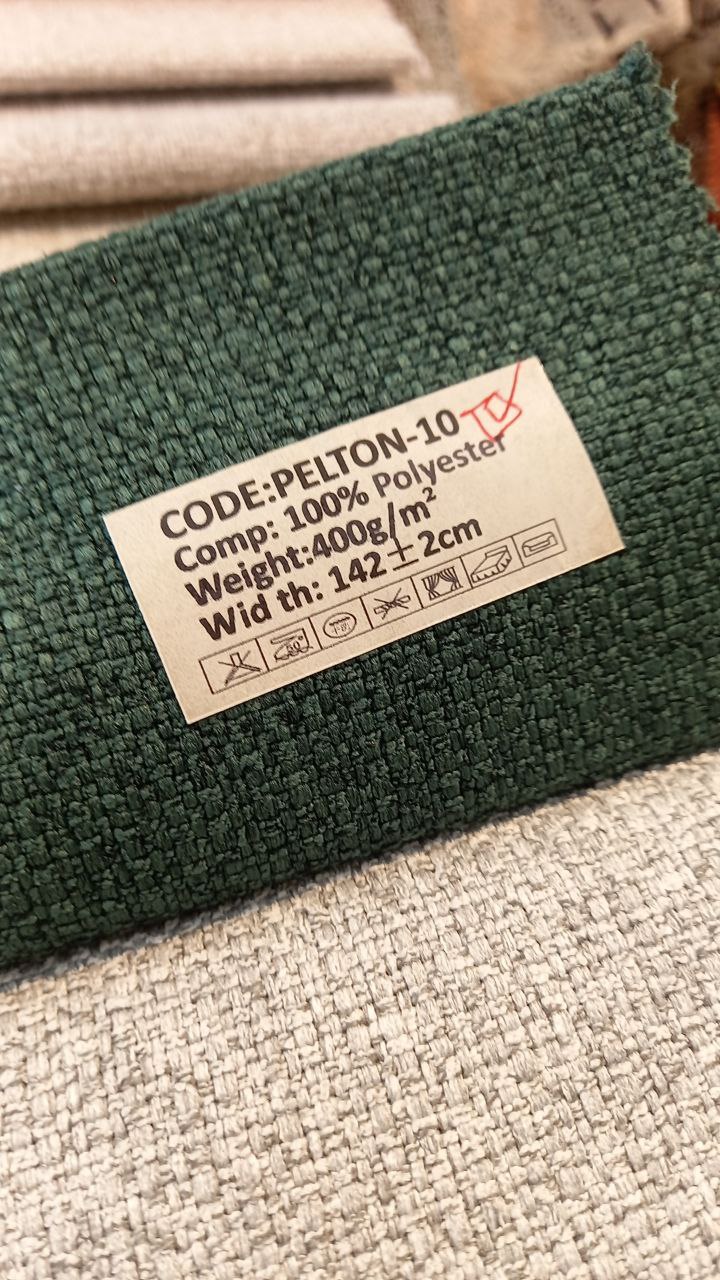 CODE:PELTON-10
Comp: 100% Polyester
Weight:400g/m²
Wid th: 142±2cm